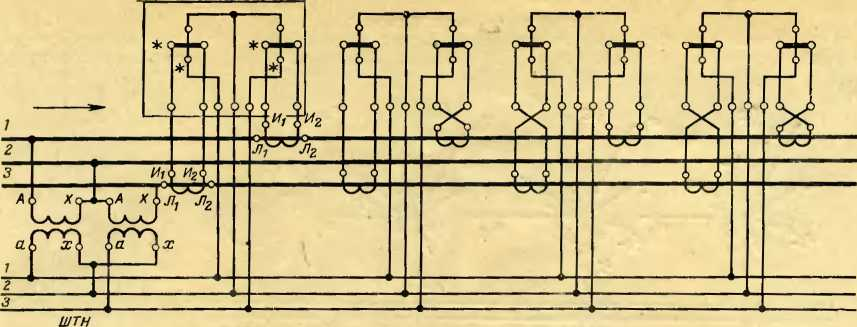 * *
* *
И₁ И₂
1
Л₁ Л₂
2
3
И₁ И₂
A X A X Л₁ Л₂
a x a x
1
2
3
ШТН